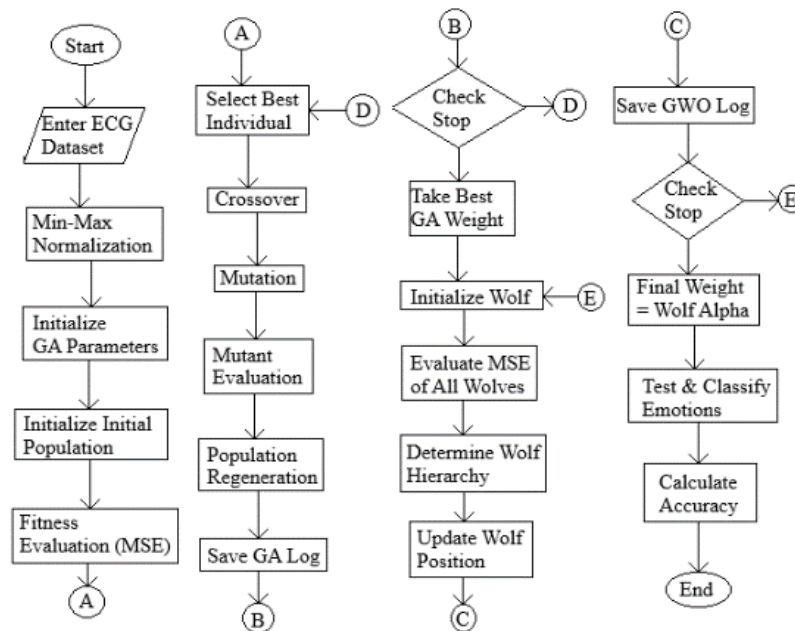 Start
Enter ECG
Dataset
Min-Max
Normalization
Initialize
GA Parameters
Initialize Initial
Population
Fitness
Evaluation (MSE)
A
A
Select Best
Individual
D
Crossover
Mutation
Mutant
Evaluation
Population
Regeneration
Save GA Log
B
B
Check
Stop
D
Take Best
GA Weight
Initialize Wolf
E
Evaluate MSE
of All Wolves
Determine Wolf
Hierarchy
Update Wolf
Position
C
C
Save GWO Log
Check
Stop
E
Final Weight
= Wolf Alpha
Test & Classify
Emotions
Calculate
Accuracy
End